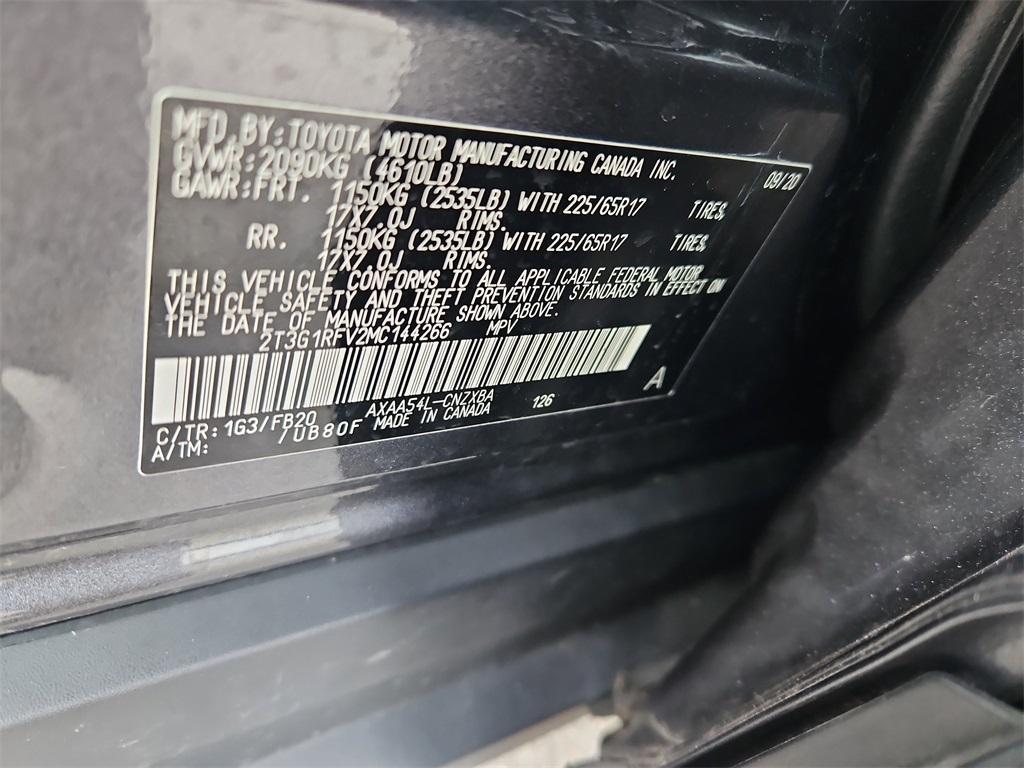 MFD.BY:TOYOTA MOTOR MANUFACTURING CANADA INC. 09/20
GVWR:2090KG (4610LB)
GAWR:FRT. 1150KG (2535LB) WITH 225/65R17 TIRES,
17X7.0J RIMS.
RR. 1150KG (2535LB) WITH 225/65R17 TIRES,
17X7.0J RIMS.
THIS VEHICLE CONFORMS TO ALL APPLICABLE FEDERAL MOTOR
VEHICLE SAFETY AND THEFT PREVENTION STANDARDS IN EFFECT ON
THE DATE OF MANUFACTURE SHOWN ABOVE.
2T3G1RFV2MC144266 MPV
A
C/TR: 1G3/FB20 AXAA54L-CNZXBA 126
A/TM: /UB80F MADE IN CANADA